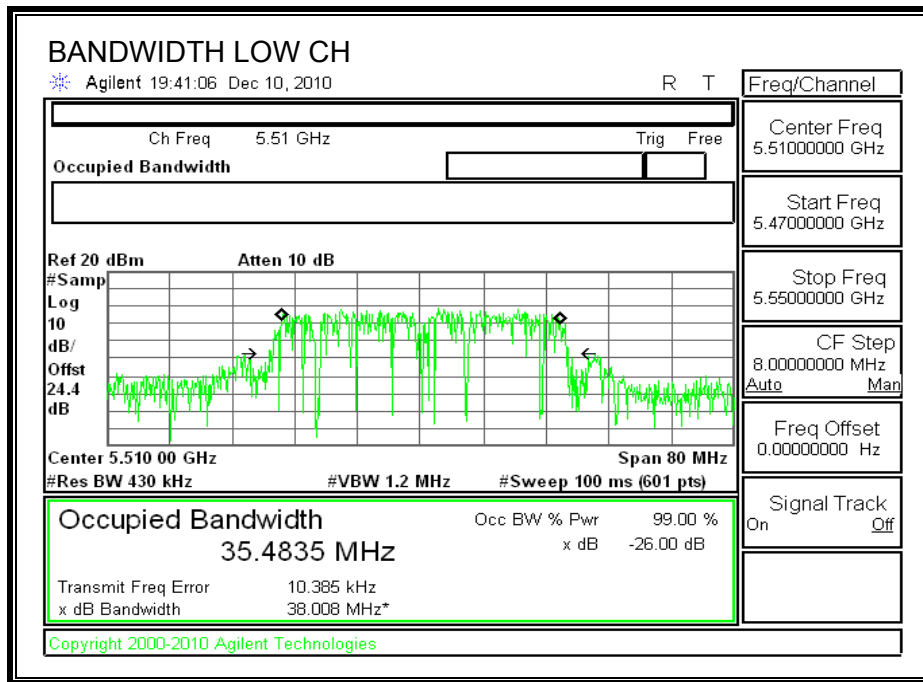 BANDWIDTH LOW CH
Agilent 19:41:06 Dec 10, 2010 R T
Ch Freq 5.51 GHz Trig Free
Occupied Bandwidth
Ref 20 dBm Atten 10 dB
#Samp
Log
10
dB/
Offst
24.4
dB
Center 5.510 00 GHz Span 80 MHz
#Res BW 430 kHz #VBW 1.2 MHz #Sweep 100 ms (601 pts)
Occupied Bandwidth Occ BW % Pwr 99.00 %
35.4835 MHz x dB -26.00 dB
Transmit Freq Error 10.385 kHz
x dB Bandwidth 38.008 MHz*
Copyright 2000-2010 Agilent Technologies
Freq/Channel
Center Freq
5.51000000 GHz
Start Freq
5.47000000 GHz
Stop Freq
5.55000000 GHz
CF Step
8.00000000 MHz
Auto Man
Freq Offset
0.00000000 Hz
Signal Track
On Off